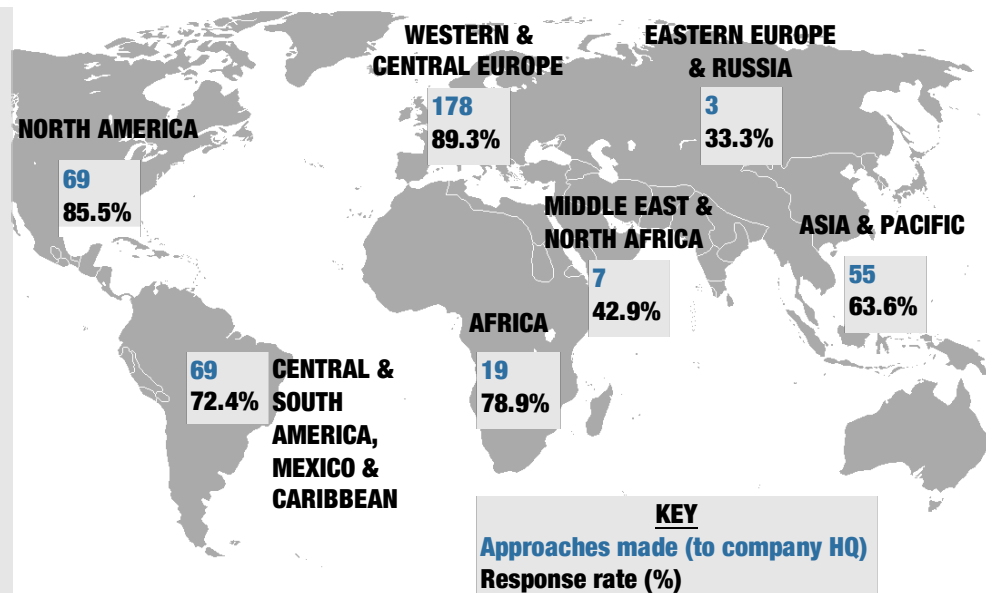 WESTERN &
CENTRAL EUROPE
178
89.3%
EASTERN EUROPE
& RUSSIA
3
33.3%
NORTH AMERICA
69
85.5%
MIDDLE EAST &
NORTH AFRICA
7
42.9%
ASIA & PACIFIC
55
63.6%
AFRICA
19
78.9%
69
72.4%
CENTRAL &
SOUTH
AMERICA,
MEXICO &
CARIBBEAN
KEY
Approaches made (to company HQ)
Response rate (%)